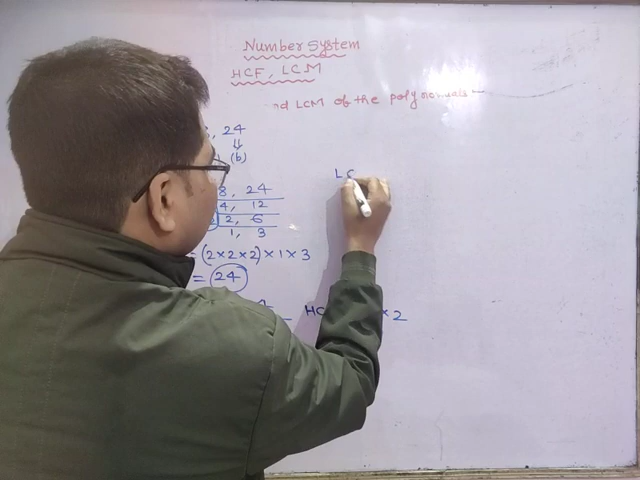 Number System
HCF, LCM
nd LCM of the polynomials -
, 24
(b)
LC
8, 24
4, 12
2, 6
1, 3
= (2×2×2)×1×3
= 24
HC × 2